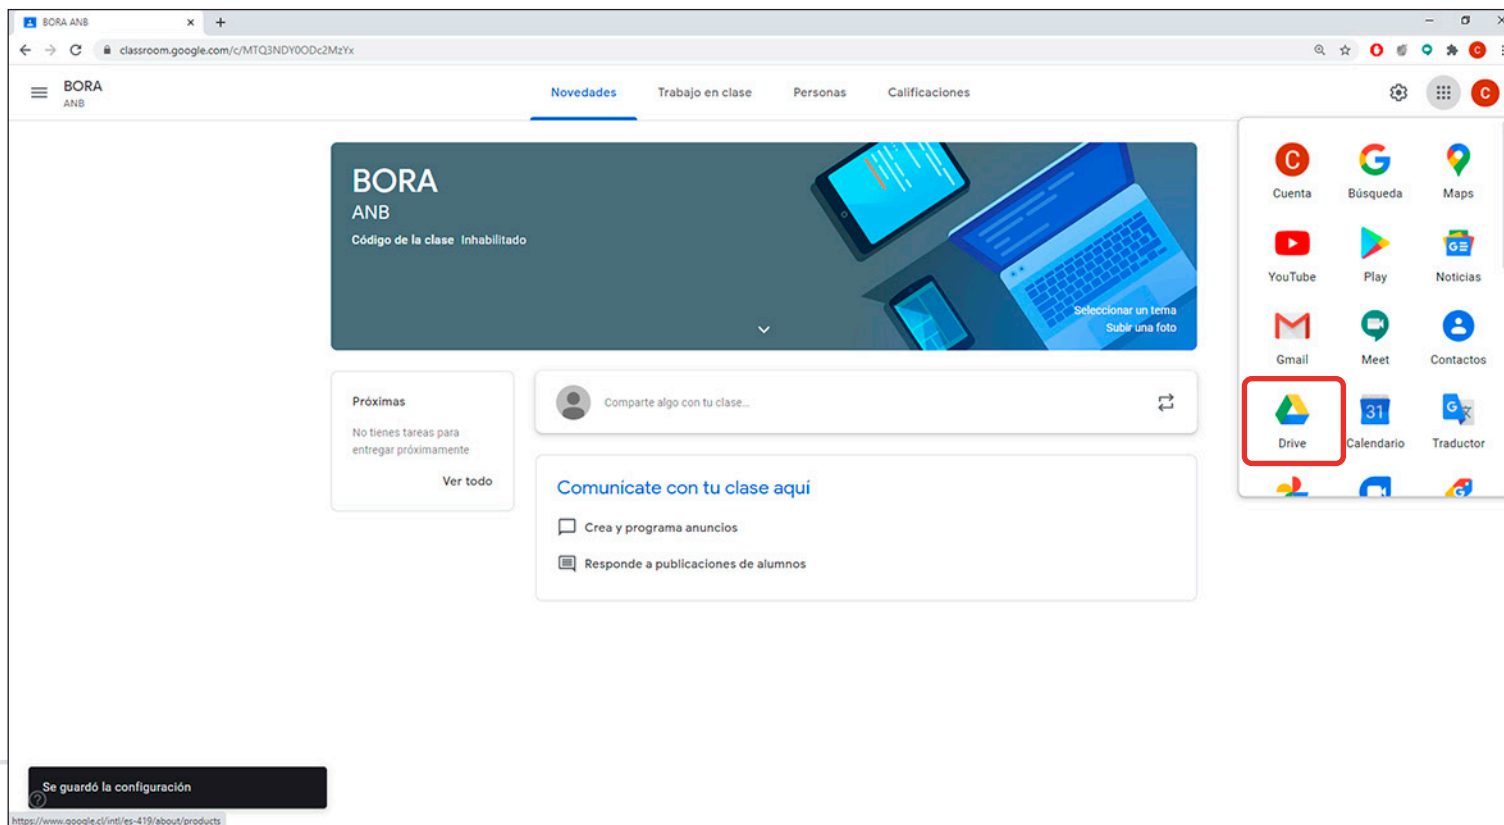 BORA ANB
classroom.google.com/c/MTQ3NDY0ODc2MzYx
C
BORA
ANB
Novedades
Trabajo en clase
Personas
Calificaciones
C
BORA
ANB
Código de la clase Inhabilitado
Seleccionar un tema
Subir una foto
C
Cuenta
Búsqueda
Maps
YouTube
Play
Noticias
Gmail
Meet
Contactos
Drive
31
Calendario
Traductor
Próximas
No tienes tareas para
entregar próximamente
Ver todo
Comparte algo con tu clase...
Comunícate con tu clase aquí
Crea y programa anuncios
Responde a publicaciones de alumnos
Se guardó la configuración
https://www.google.cl/intl/es-419/about/products